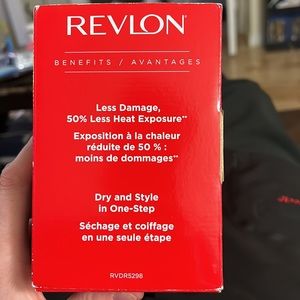 REVLON
BENEFITS / AVANTAGES
Less Damage,
50% Less Heat Exposure**
Exposition à la chaleur
réduite de 50 % :
moins de dommages**
Dry and Style
in One-Step
Séchage et coiffage
en une seule étape
RVDR5298